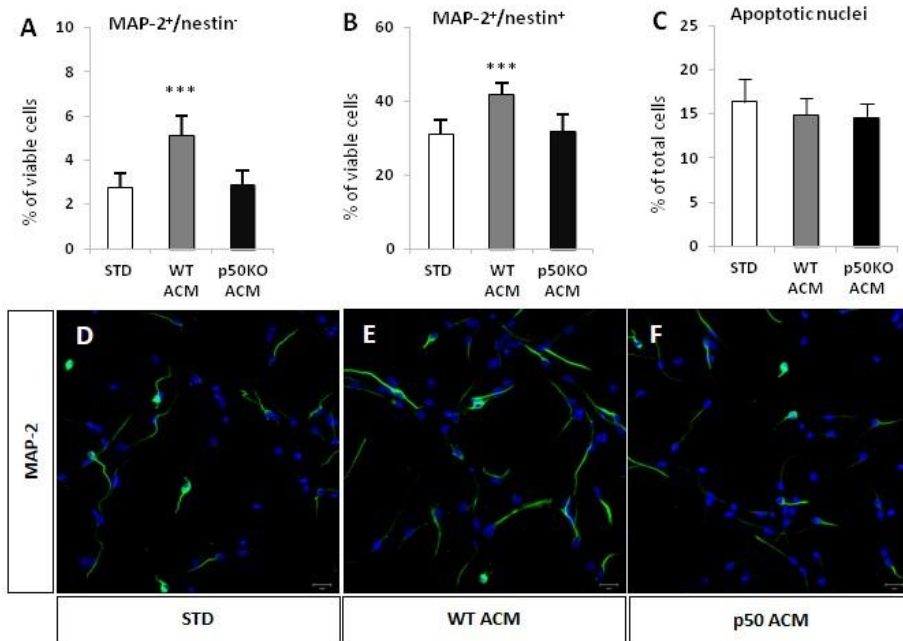 A
MAP-2⁺/nestin⁻
10
8
6
4
2
0
% of viable cells
***
STD
WT
ACM
p50KO
ACM
B
MAP-2⁺/nestin⁺
60
40
20
0
% of viable cells
***
STD
WT
ACM
p50KO
ACM
C
Apoptotic nuclei
25
20
15
10
5
0
% of total cells
STD
WT
ACM
p50KO
ACM
MAP-2
D
E
F
STD
WT ACM
p50 ACM